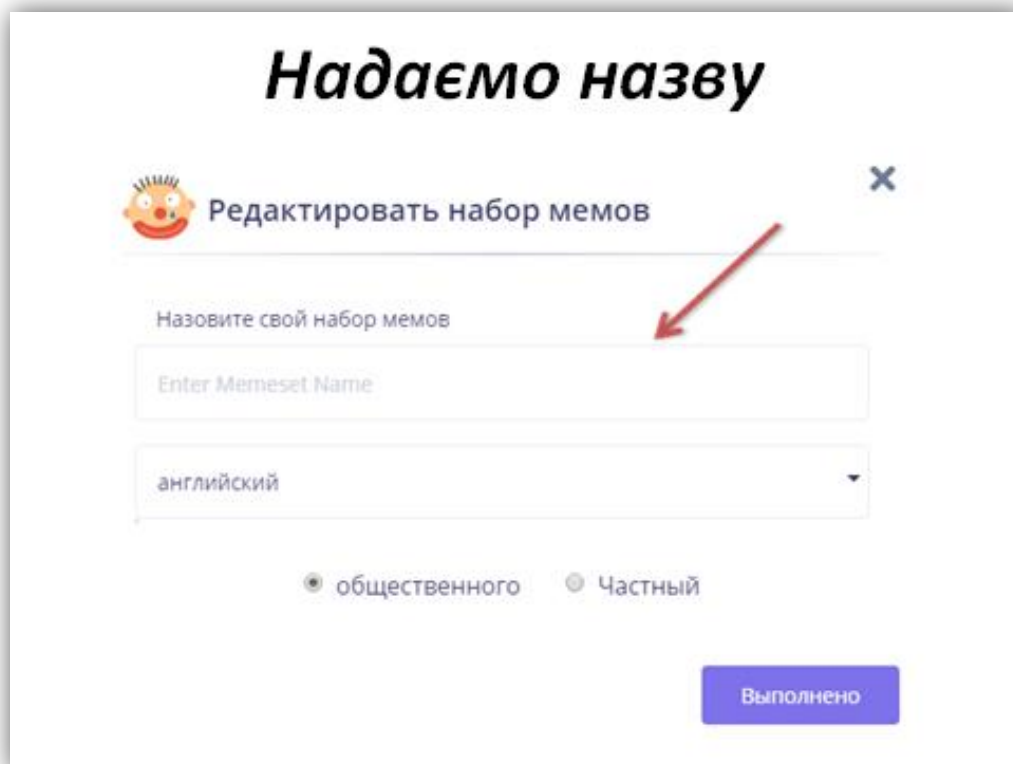 Надаємо назву
Редактировать набор мемов
Назовите свой набор мемов
Enter Memeset Name
английский
общественного Частный
Выполнено